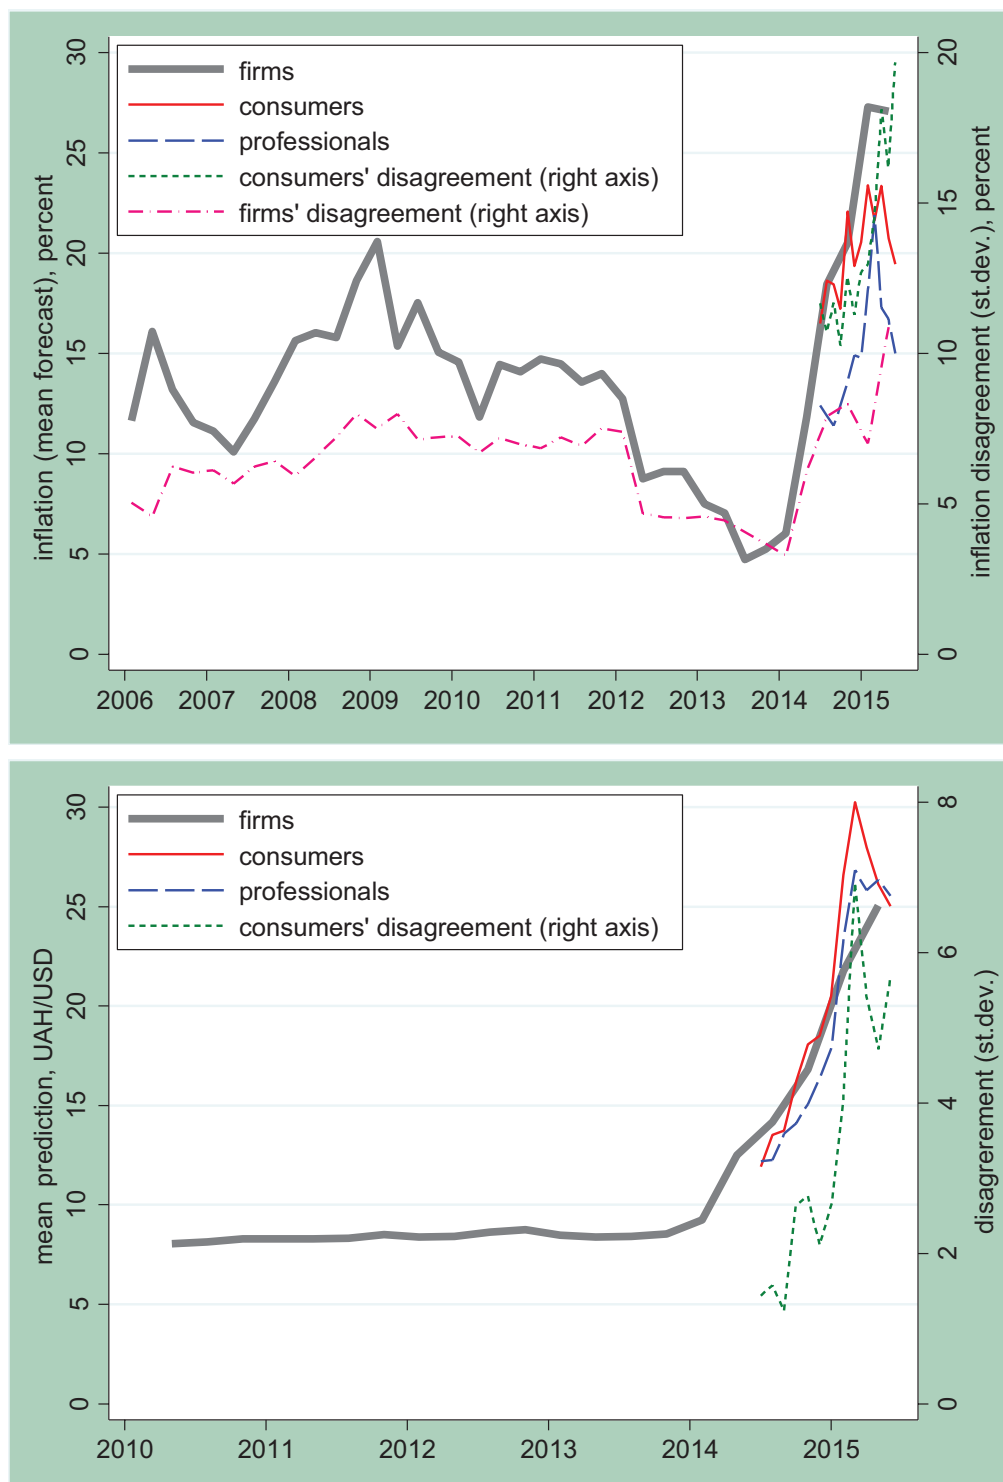 30
25
20
15
10
5
0
inflation (mean forecast), percent
firms
consumers
professionals
consumers' disagreement (right axis)
firms' disagreement (right axis)
20
15
10
5
0
inflation disagreement (st.dev.), percent
2006 2007 2008 2009 2010 2011 2012 2013 2014 2015
30
25
20
15
10
5
0
mean prediction, UAH/USD
firms
consumers
professionals
consumers' disagreement (right axis)
8
6
4
2
0
disagrerement (st.dev.)
2010 2011 2012 2013 2014 2015